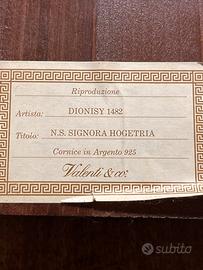 Riproduzione
Artista: DIONISY 1482
Titolo: N.S. SIGNORA HOGETRIA
Cornice in Argento 925
Valenti & co.
subito